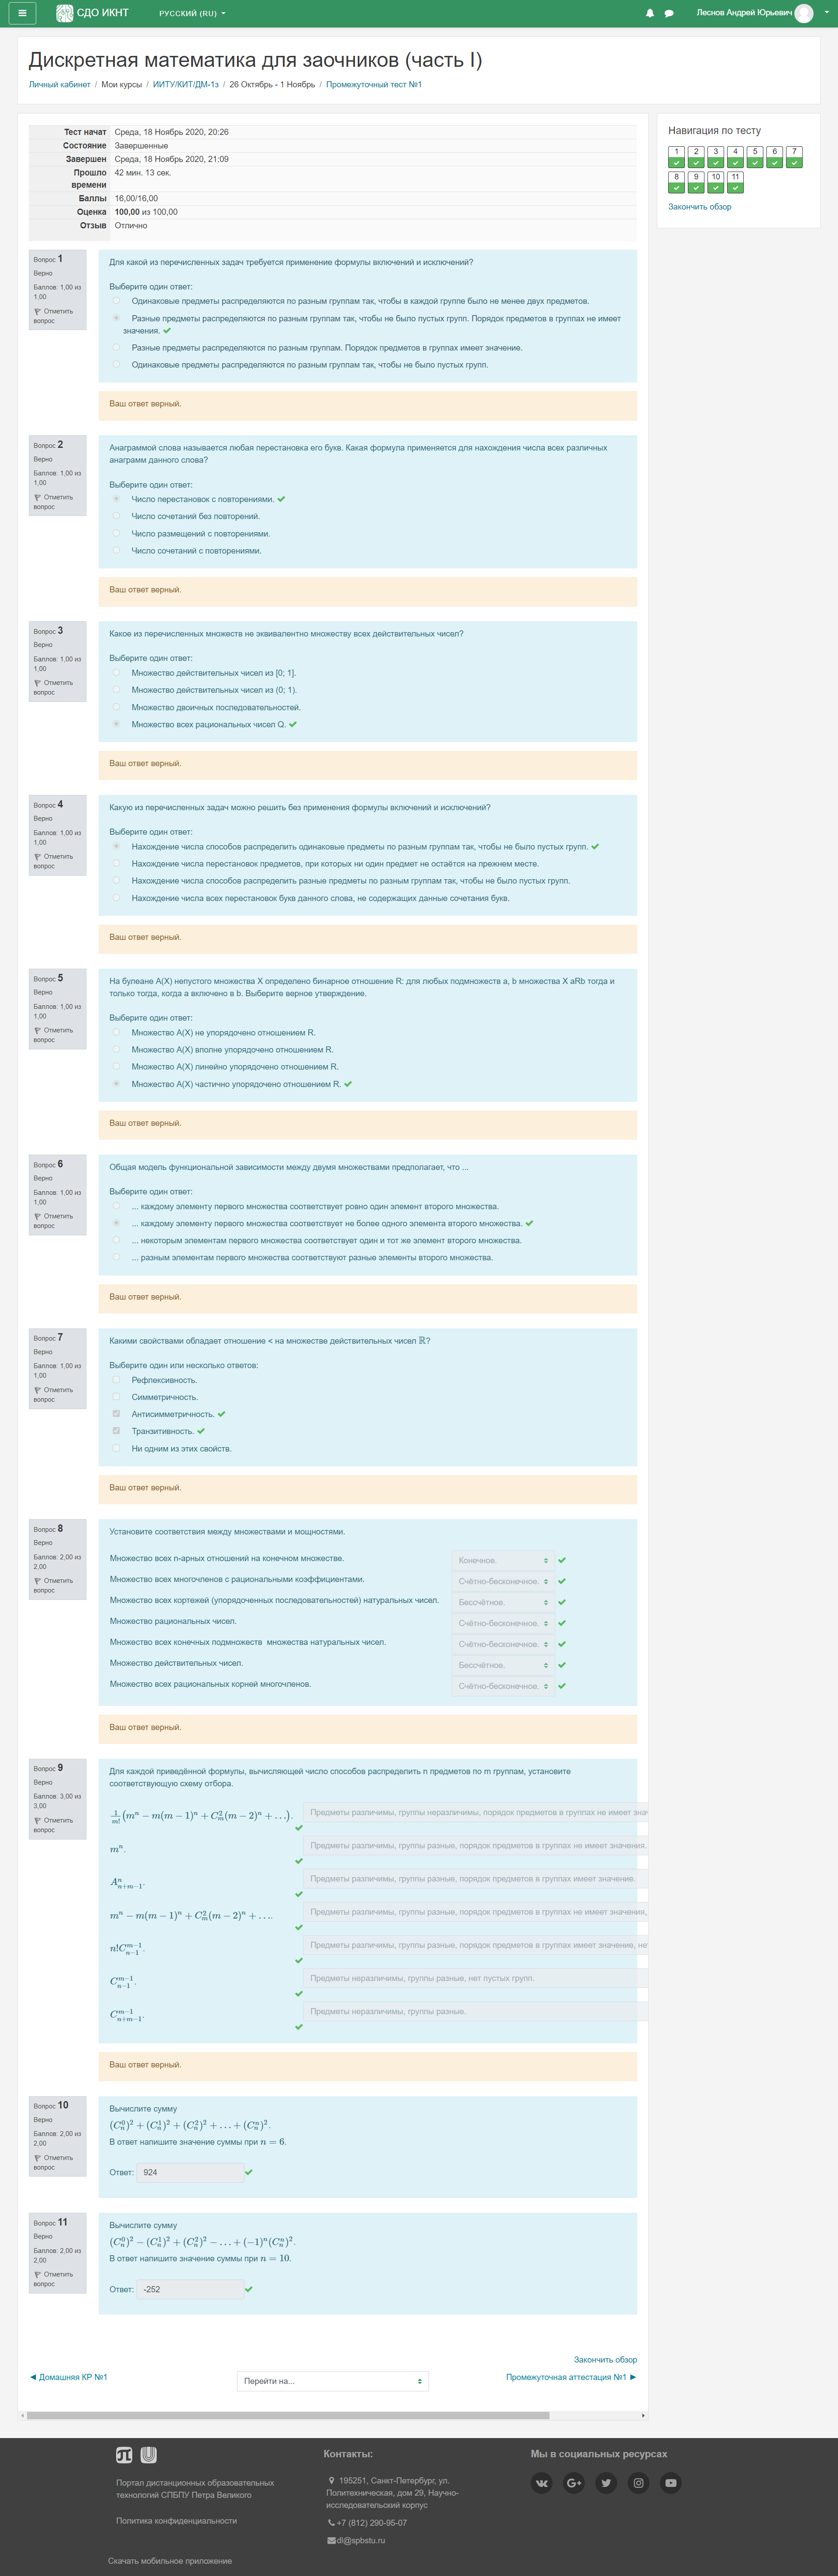 СДО ИКНТ
РУССКИЙ (RU)
Леснов Андрей Юрьевич
Дискретная математика для заочников (часть I)
Личный кабинет / Мои курсы / ИИТУ/КИТ/ДМ-1з / 26 Октябрь - 1 Ноябрь / Промежуточный тест №1
Тест начат Среда, 18 Ноябрь 2020, 20:26
Состояние Завершенные
Завершен Среда, 18 Ноябрь 2020, 21:09
Прошло времени 42 мин. 13 сек.
Баллы 16,00/16,00
Оценка 100,00 из 100,00
Отзыв Отлично
Навигация по тесту
1 2 3 4 5 6 7
8 9 10 11
Закончить обзор
Вопрос 1
Верно
Баллов: 1,00 из
1,00
Отметить
вопрос
Для какой из перечисленных задач требуется применение формулы включений и исключений?
Выберите один ответ:
Одинаковые предметы распределяются по разным группам так, чтобы в каждой группе было не менее двух предметов.
Разные предметы распределяются по разным группам так, чтобы не было пустых групп. Порядок предметов в группах не имеет
значения.
Разные предметы распределяются по разным группам. Порядок предметов в группах имеет значение.
Одинаковые предметы распределяются по разным группам так, чтобы не было пустых групп.
Ваш ответ верный.
Вопрос 2
Верно
Баллов: 1,00 из
1,00
Отметить
вопрос
Анаграммой слова называется любая перестановка его букв. Какая формула применяется для нахождения числа всех различных
анаграмм данного слова?
Выберите один ответ:
Число перестановок с повторениями.
Число сочетаний без повторений.
Число размещений с повторениями.
Число сочетаний с повторениями.
Ваш ответ верный.
Вопрос 3
Верно
Баллов: 1,00 из
1,00
Отметить
вопрос
Какое из перечисленных множеств не эквивалентно множеству всех действительных чисел?
Выберите один ответ:
Множество действительных чисел из [0; 1].
Множество действительных чисел из (0; 1).
Множество двоичных последовательностей.
Множество всех рациональных чисел Q.
Ваш ответ верный.
Вопрос 4
Верно
Баллов: 1,00 из
1,00
Отметить
вопрос
Какую из перечисленных задач можно решить без применения формулы включений и исключений?
Выберите один ответ:
Нахождение числа способов распределить одинаковые предметы по разным группам так, чтобы не было пустых групп.
Нахождение числа перестановок предметов, при которых ни один предмет не остаётся на прежнем месте.
Нахождение числа способов распределить разные предметы по разным группам так, чтобы не было пустых групп.
Нахождение числа всех перестановок букв данного слова, не содержащих данные сочетания букв.
Ваш ответ верный.
Вопрос 5
Верно
Баллов: 1,00 из
1,00
Отметить
вопрос
На булеане A(X) непустого множества X определено бинарное отношение R: для любых подмножеств a, b множества X aRb тогда и
только тогда, когда a включено в b. Выберите верное утверждение.
Выберите один ответ:
Множество A(X) не упорядочено отношением R.
Множество A(X) вполне упорядочено отношением R.
Множество A(X) линейно упорядочено отношением R.
Множество A(X) частично упорядочено отношением R.
Ваш ответ верный.
Вопрос 6
Верно
Баллов: 1,00 из
1,00
Отметить
вопрос
Общая модель функциональной зависимости между двумя множествами предполагает, что ...
Выберите один ответ:
... каждому элементу первого множества соответствует ровно один элемент второго множества.
... каждому элементу первого множества соответствует не более одного элемента второго множества.
... некоторым элементам первого множества соответствует один и тот же элемент второго множества.
... разным элементам первого множества соответствуют разные элементы второго множества.
Ваш ответ верный.
Вопрос 7
Верно
Баллов: 1,00 из
1,00
Отметить
вопрос
Какими свойствами обладает отношение < на множестве действительных чисел ℝ?
Выберите один или несколько ответов:
Рефлексивность.
Симметричность.
Антисимметричность.
Транзитивность.
Ни одним из этих свойств.
Ваш ответ верный.
Вопрос 8
Верно
Баллов: 2,00 из
2,00
Отметить
вопрос
Установите соответствия между множествами и мощностями.
Множество всех n-арных отношений на конечном множестве. Конечное.
Множество всех многочленов с рациональными коэффициентами. Счётно-бесконечное.
Множество всех кортежей (упорядоченных последовательностей) натуральных чисел. Бессчётное.
Множество рациональных чисел. Счётно-бесконечное.
Множество всех конечных подмножеств множества натуральных чисел. Счётно-бесконечное.
Множество действительных чисел. Бессчётное.
Множество всех рациональных корней многочленов. Счётно-бесконечное.
Ваш ответ верный.
Вопрос 9
Верно
Баллов: 3,00 из
3,00
Отметить
вопрос
Для каждой приведённой формулы, вычисляющей число способов распределить n предметов по m группам, установите
соответствующую схему отбора.
$\frac{1}{m!}(m^n - m(m-1)^n + C_m^2(m-2)^n + \ldots)$. Предметы различимы, группы неразличимы, порядок предметов в группах не имеет знач
$m^n$. Предметы различимы, группы разные, порядок предметов в группах не имеет значения.
$A_{n+m-1}^n$. Предметы различимы, группы разные, порядок предметов в группах имеет значение.
$m^n - m(m-1)^n + C_m^2(m-2)^n + \ldots$. Предметы различимы, группы разные, порядок предметов в группах не имеет значения,
$n!C_{n-1}^{m-1}$. Предметы различимы, группы разные, порядок предметов в группах имеет значение, не
$C_{n-1}^{m-1}$. Предметы неразличимы, группы разные, нет пустых групп.
$C_{n+m-1}^{m-1}$. Предметы неразличимы, группы разные.
Ваш ответ верный.
Вопрос 10
Верно
Баллов: 2,00 из
2,00
Отметить
вопрос
Вычислите сумму
$(C_n^0)^2 + (C_n^1)^2 + (C_n^2)^2 + \ldots + (C_n^n)^2$.
В ответ напишите значение суммы при $n = 6$.
Ответ: 924
Вопрос 11
Верно
Баллов: 2,00 из
2,00
Отметить
вопрос
Вычислите сумму
$(C_n^0)^2 - (C_n^1)^2 + (C_n^2)^2 - \ldots + (-1)^n(C_n^n)^2$.
В ответ напишите значение суммы при $n = 10$.
Ответ: -252
Закончить обзор
◄ Домашняя КР №1
Перейти на...
Промежуточная аттестация №1 ►
Портал дистанционных образовательных
технологий СПБПУ Петра Великого
Политика конфиденциальности
Скачать мобильное приложение
Контакты:
195251, Санкт-Петербург, ул.
Политехническая, дом 29, Научно-
исследовательский корпус
+7 (812) 290-95-07
dl@spbstu.ru
Мы в социальных ресурсах